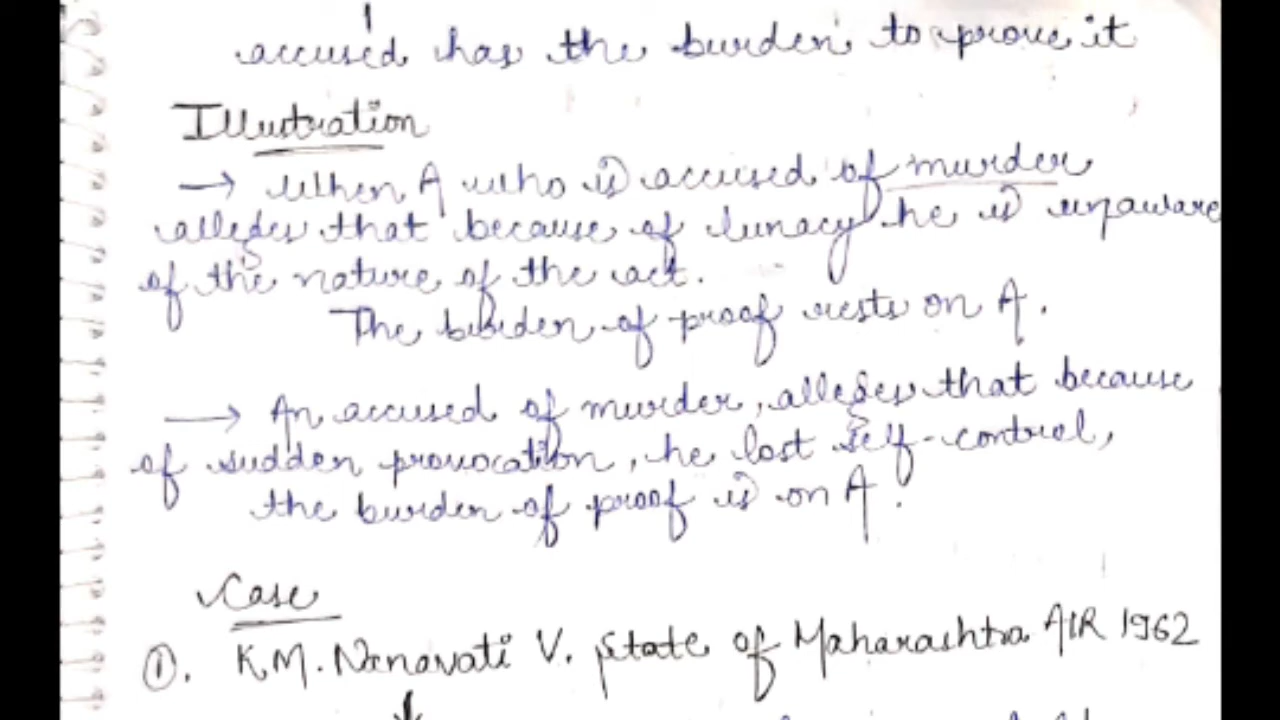 accused has the burden to prove it
Illustration
→ When A who is accused of murder
alleges that because of lunacy he is unaware
of the nature of the act.
The burden of proof rests on A.
→ An accused of murder, alleges that because
of sudden provocation, he lost self-control,
the burden of proof is on A.
Case
①. K.M. Nanavati V. State of Maharashtra AIR 1962